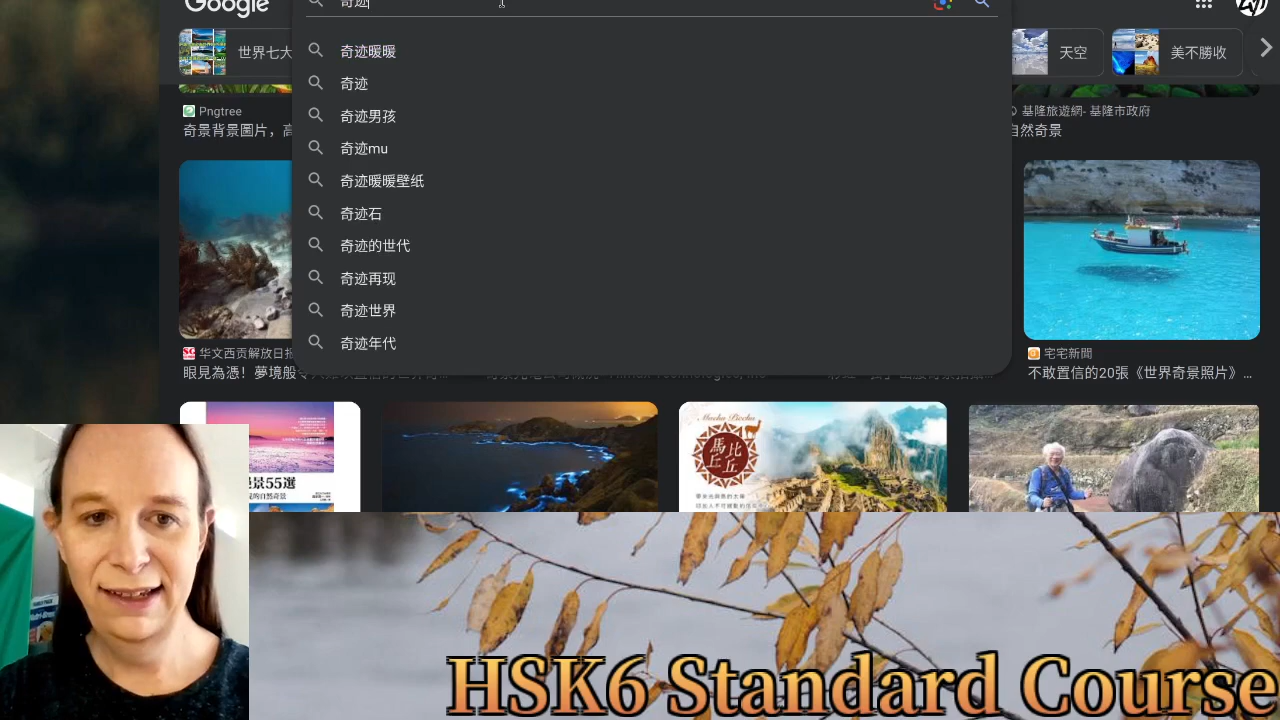 Google
奇迹
世界七大
天空
美不勝收
奇迹暖暖
奇迹
奇迹男孩
奇迹mu
奇迹暖暖壁纸
奇迹石
奇迹的世代
奇迹再现
奇迹世界
奇迹年代
Pngtree
奇景背景圖片，高
基隆旅遊網- 基隆市政府
自然奇景
华文西贡解放日报
眼見為憑！夢境般令
宅宅新聞
不敢置信的20張《世界奇景照片》...
景55選
Machu Picchu
馬比
丘丘
HSK6 Standard Course